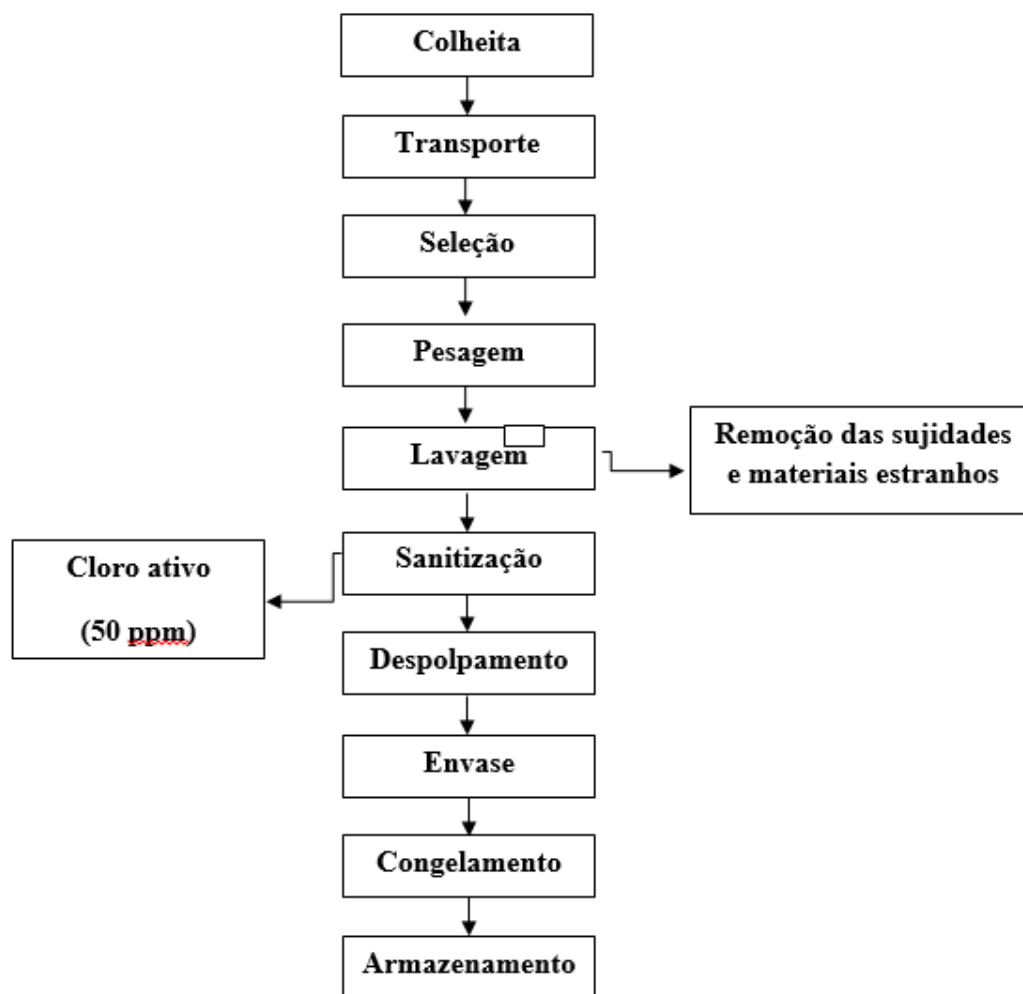 Colheita
Transporte
Seleção
Pesagem
Lavagem
Remoção das sujidades
e materiais estranhos
Sanitização
Cloro ativo
(50 ppm)
Despolpamento
Envase
Congelamento
Armazenamento